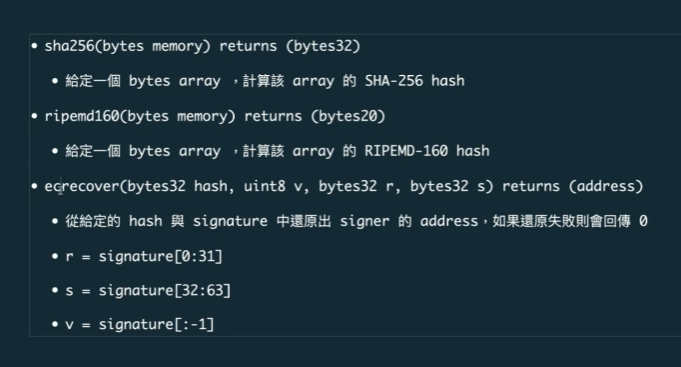 • sha256(bytes memory) returns (bytes32)
• 給定一個 bytes array ，計算該 array 的 SHA-256 hash
• ripemd160(bytes memory) returns (bytes20)
• 給定一個 bytes array ，計算該 array 的 RIPEMD-160 hash
• ecrecover(bytes32 hash, uint8 v, bytes32 r, bytes32 s) returns (address)
• 從給定的 hash 與 signature 中還原出 signer 的 address，如果還原失敗則會回傳 0
• r = signature[0:31]
• s = signature[32:63]
• v = signature[:-1]